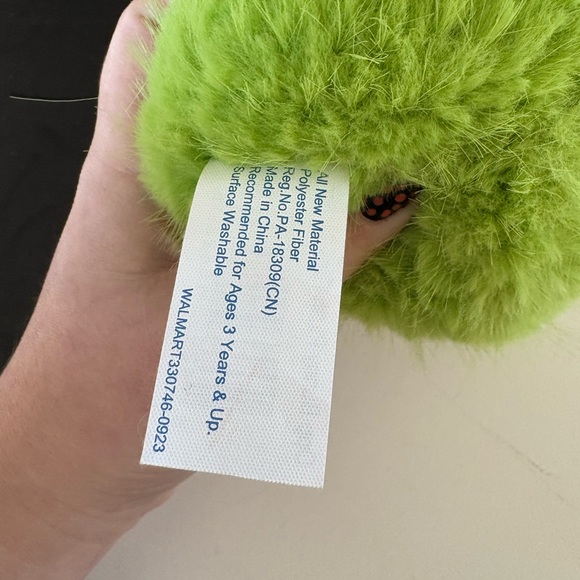 All New Material
Polyester Fiber
Reg.No.PA-18309(CN)
Made in China
Recommended for Ages 3 Years & Up.
Surface Washable
WALMART330746-0923